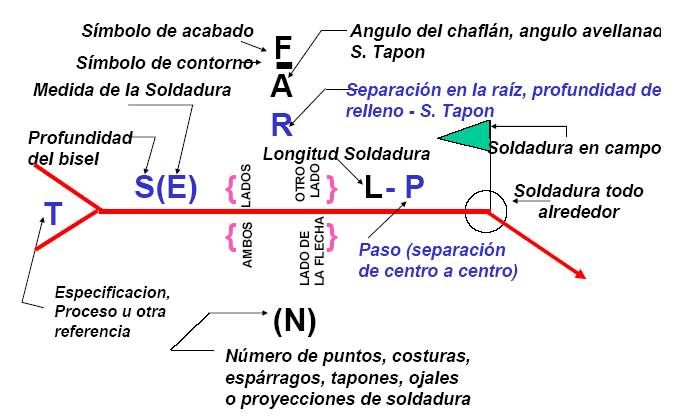 Símbolo de acabado
F
Angulo del chaflán, angulo avellanad
S. Tapon
Símbolo de contorno
A
Medida de la Soldadura
Separación en la raíz, profundidad de
relleno - S. Tapon
R
Profundidad
del bisel
Longitud Soldadura
Soldadura en campo
S(E)
{
LADOS
OTRO
LADO
}
L- P
Soldadura todo
alrededor
T
{
AMBOS
LADO DE
LA FLECHA
}
Paso (separación
de centro a centro)
Especificacion,
Proceso u otra
referencia
(N)
Número de puntos, costuras,
espárragos, tapones, ojales
o proyecciones de soldadura